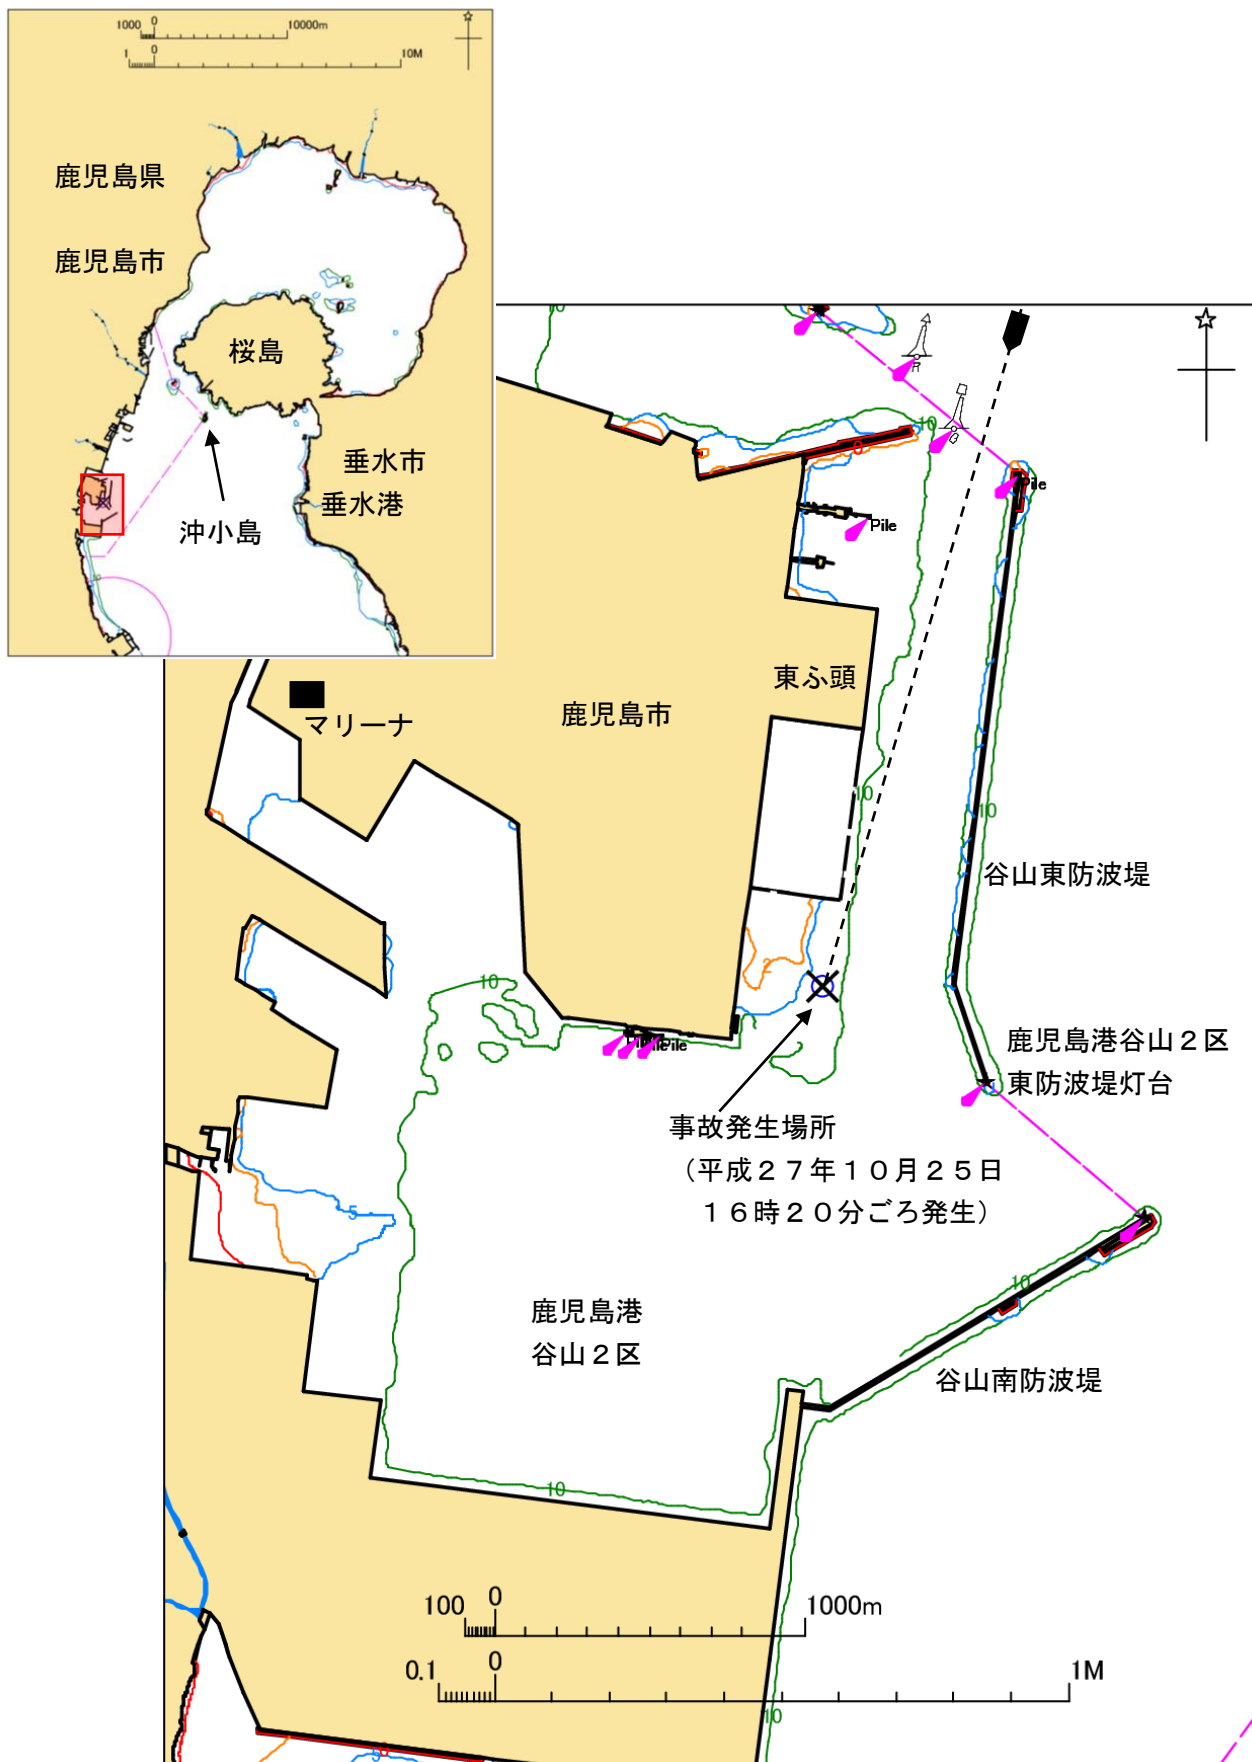 1000 0 10000m
1 0 10M
鹿児島県
鹿児島市
桜島
垂水市
垂水港
沖小島
10
R
G
10
Pile
9
Pile
東ふ頭
鹿児島市
マリーナ
10
10
谷山東防波堤
2
10
鹿児島港谷山２区
東防波堤灯台
Pile
事故発生場所
（平成２７年１０月２５日
１６時２０分ごろ発生）
5
10
鹿児島港
谷山２区
谷山南防波堤
10
100 0 1000m
0.1 0 1M
10